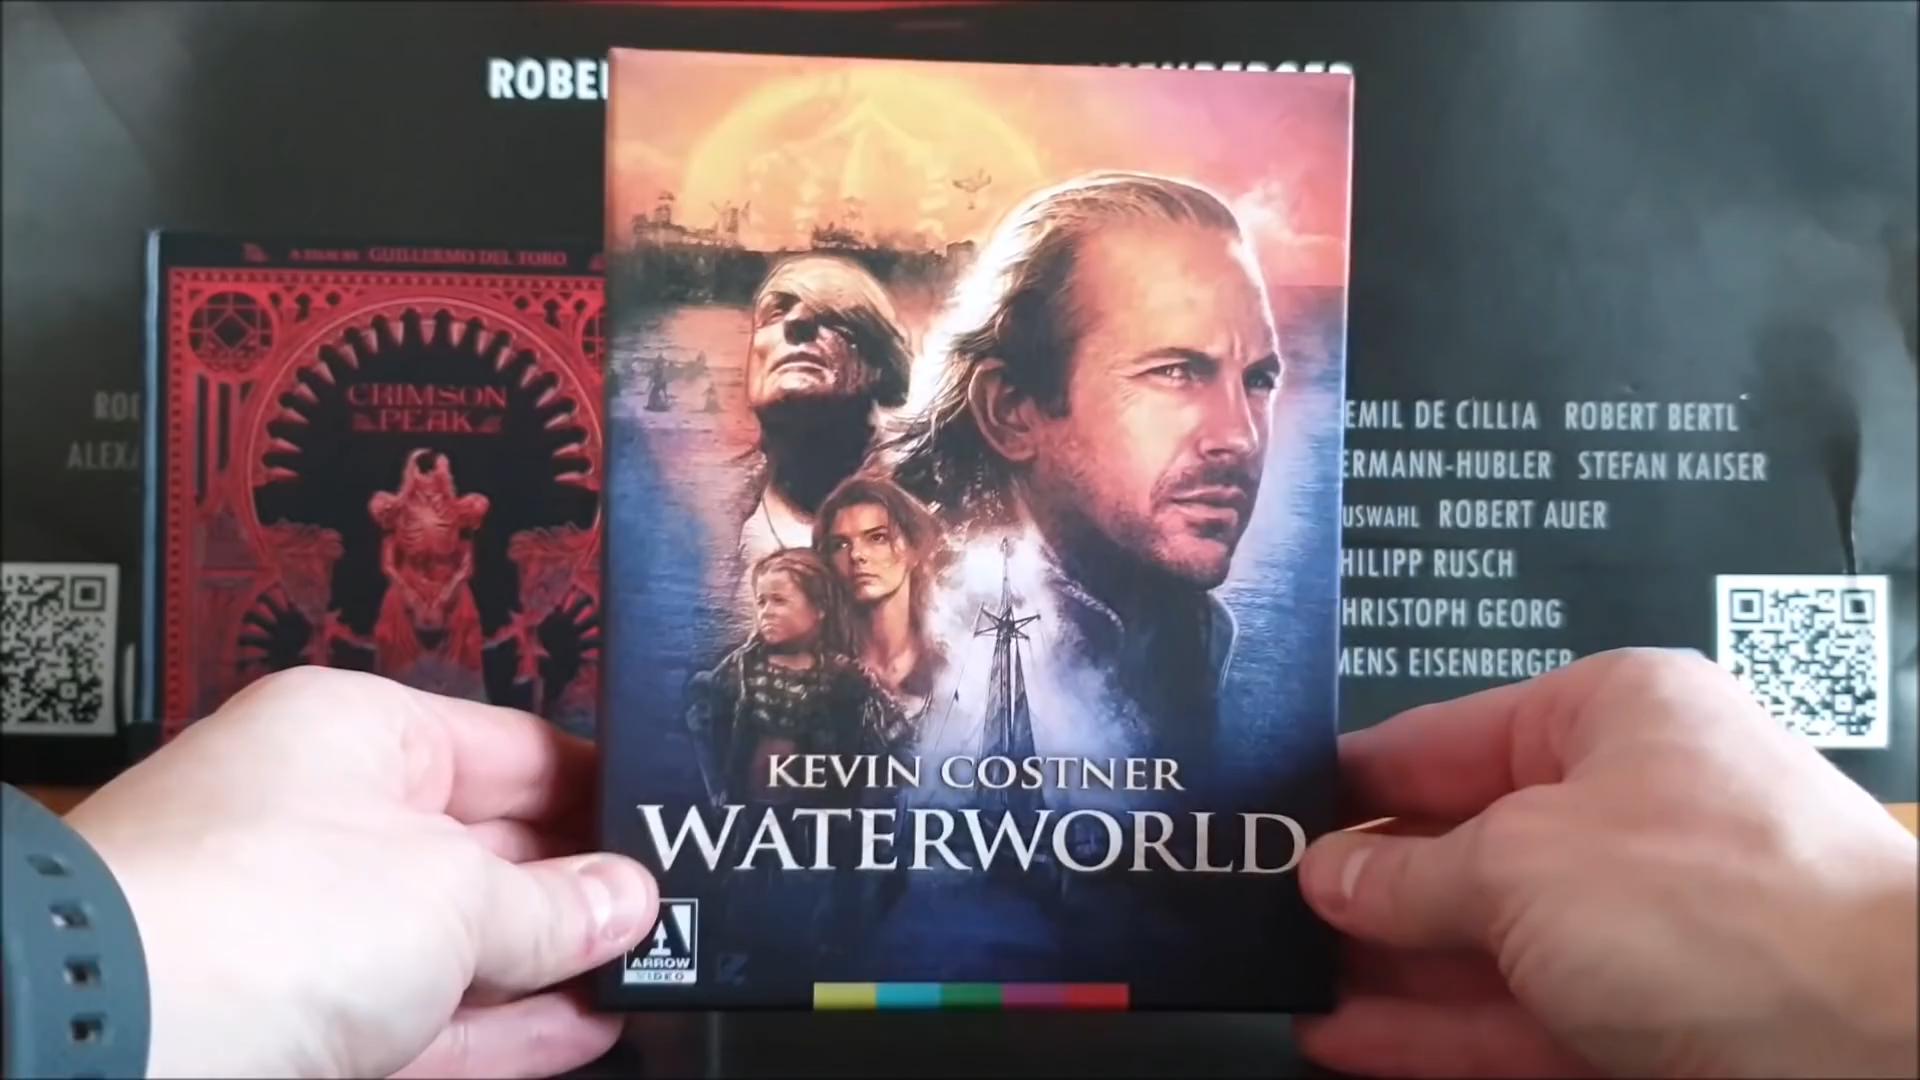 ROBE
A FILM BY GUILLERMO DEL TORO
CRIMSON
PEAK
ALEXA
EMIL DE CILLIA ROBERT BERTL
ERMANN-HUBLER STEFAN KAISER
USWAHL ROBERT AUER
HILIPP RUSCH
HRISTOPH GEORG
MENS EISENBERGER
KEVIN COSTNER
WATERWORLD
ARROW
VIDEO